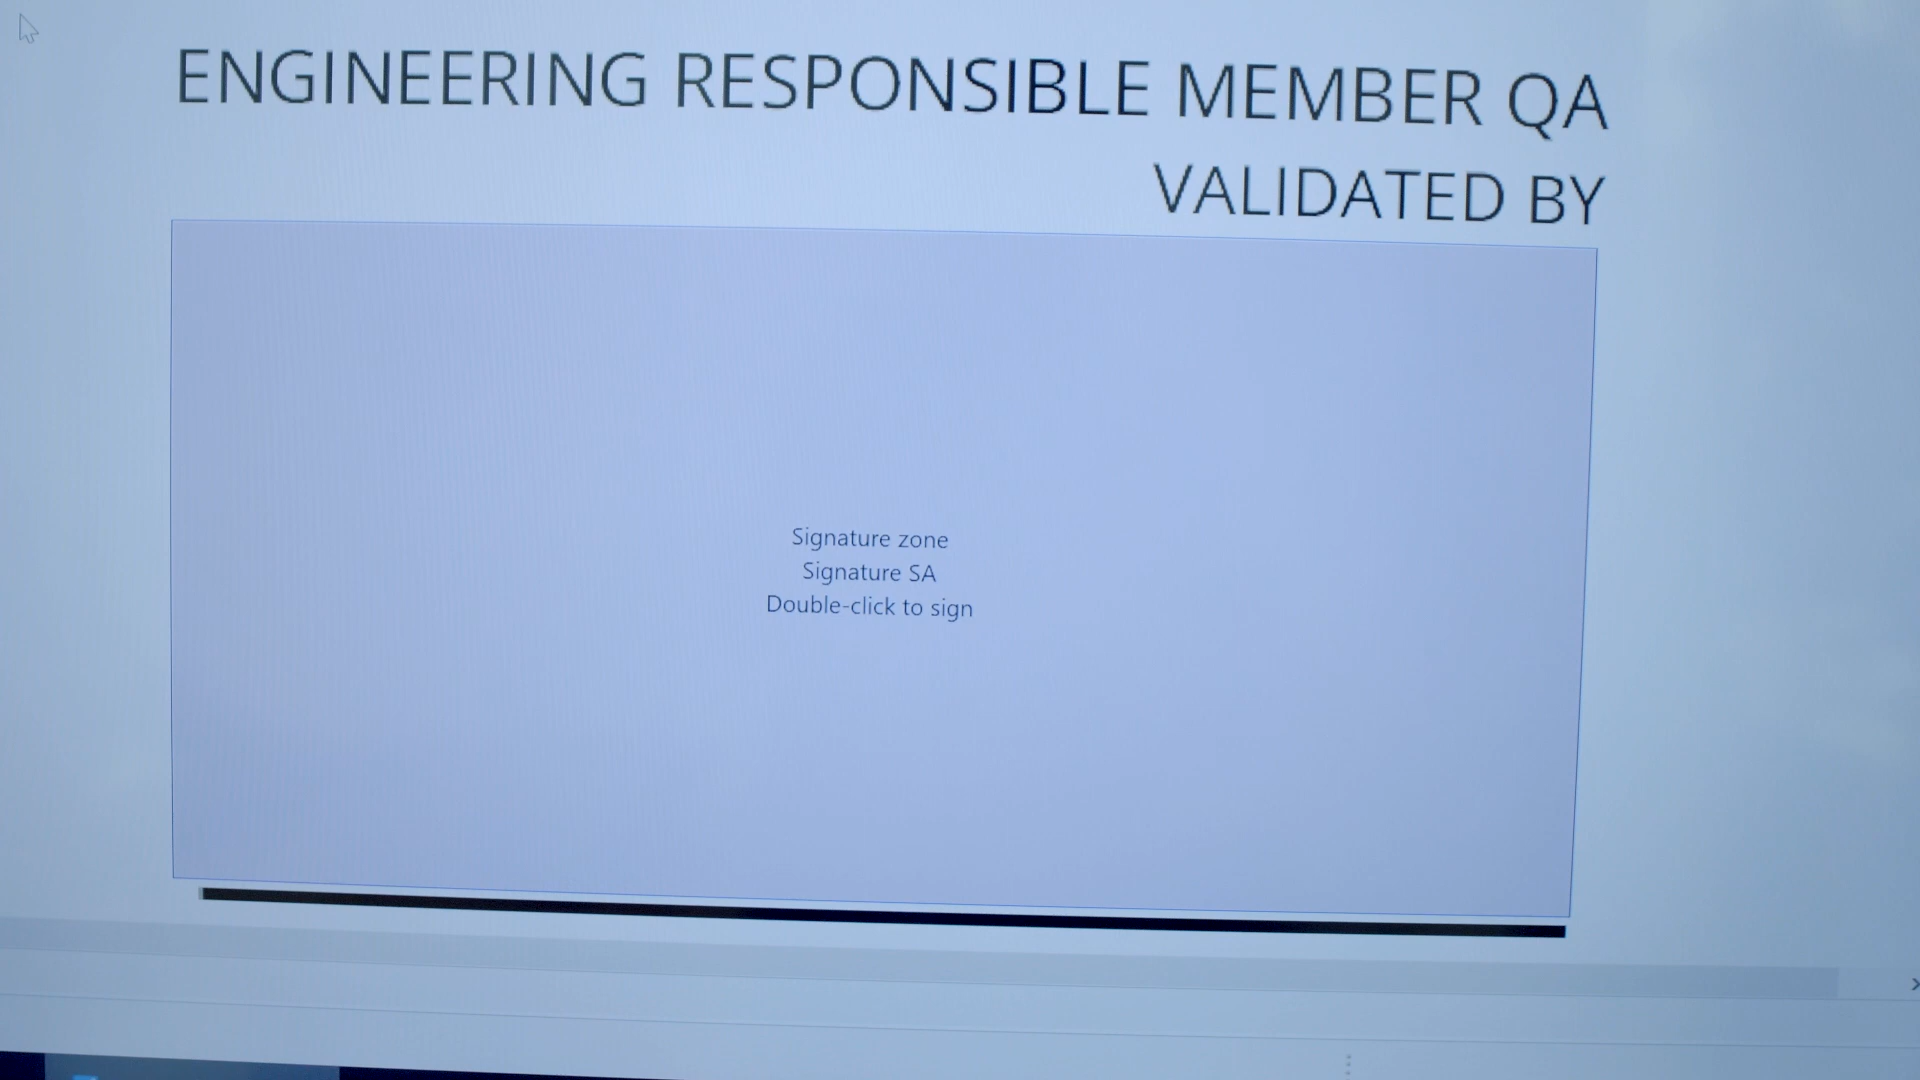 ENGINEERING RESPONSIBLE MEMBER QA
VALIDATED BY
Signature zone
Signature SA
Double-click to sign